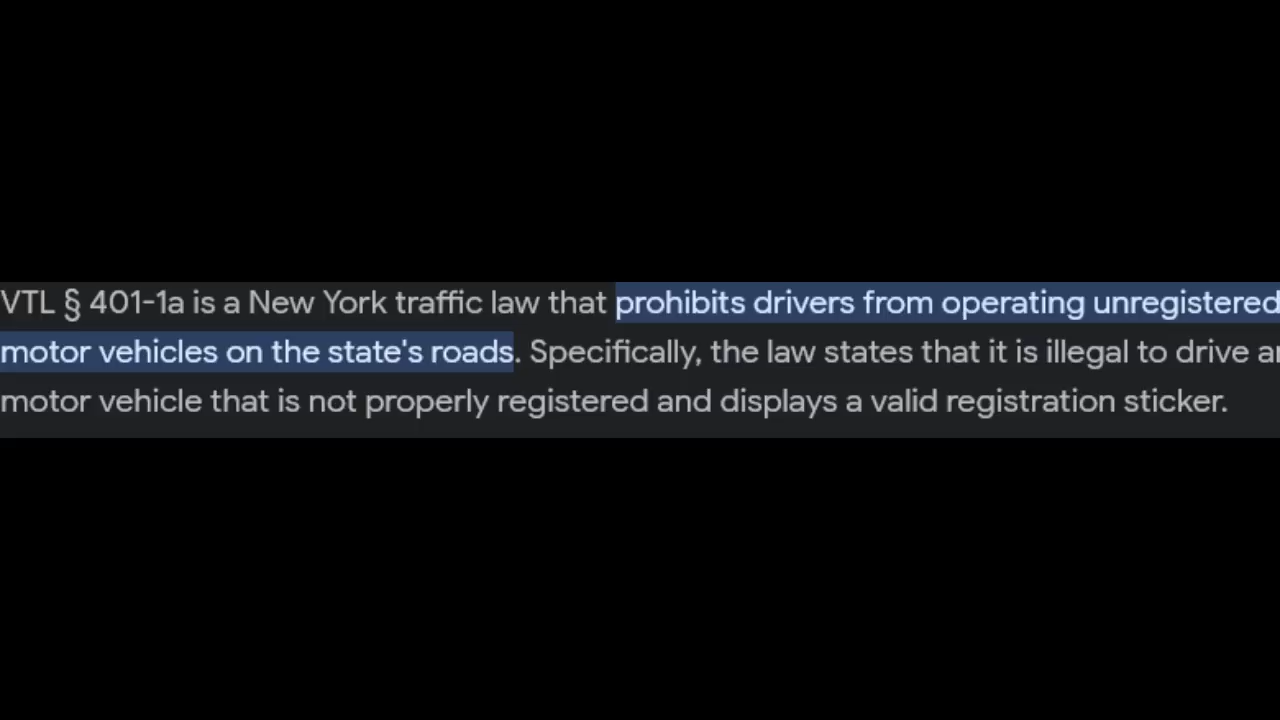 VTL § 401-1a is a New York traffic law that prohibits drivers from operating unregistered
motor vehicles on the state's roads. Specifically, the law states that it is illegal to drive
motor vehicle that is not properly registered and displays a valid registration sticker.